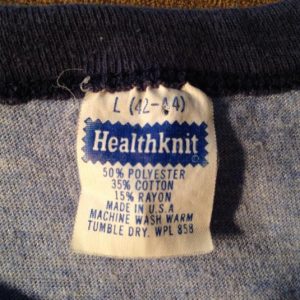 L (42-44)
Healthknit
50% POLYESTER
35% COTTON
15% RAYON
MADE IN U.S.A
MACHINE WASH WARM
TUMBLE DRY. WPL 858